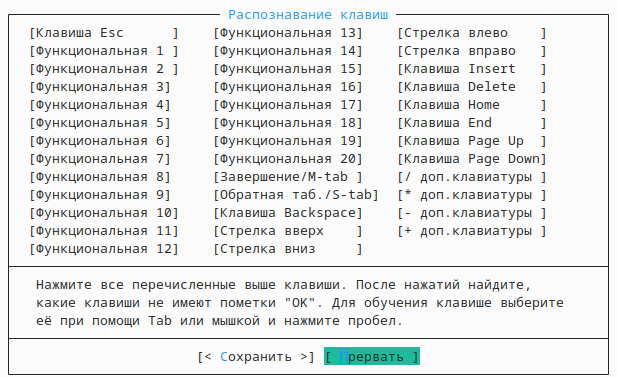 Распознавание клавиш
[Клавиша Esc      ]    [Функциональная 13]    [Стрелка влево    ]
[Функциональная 1 ]    [Функциональная 14]    [Стрелка вправо   ]
[Функциональная 2 ]    [Функциональная 15]    [Клавиша Insert   ]
[Функциональная 3]     [Функциональная 16]    [Клавиша Delete   ]
[Функциональная 4]     [Функциональная 17]    [Клавиша Home     ]
[Функциональная 5]     [Функциональная 18]    [Клавиша End      ]
[Функциональная 6]     [Функциональная 19]    [Клавиша Page Up  ]
[Функциональная 7]     [Функциональная 20]    [Клавиша Page Down]
[Функциональная 8]     [Завершение/M-tab ]    [/ доп.клавиатуры ]
[Функциональная 9]     [Обратная таб./S-tab]  [* доп.клавиатуры ]
[Функциональная 10]    [Клавиша Backspace]    [- доп.клавиатуры ]
[Функциональная 11]    [Стрелка вверх    ]    [+ доп.клавиатуры ]
[Функциональная 12]    [Стрелка вниз     ]
Нажмите все перечисленные выше клавиши. После нажатий найдите,
какие клавиши не имеют пометки "OK". Для обучения клавише выберите
её при помощи Tab или мышкой и нажмите пробел.
[< Сохранить >] [ Прервать ]